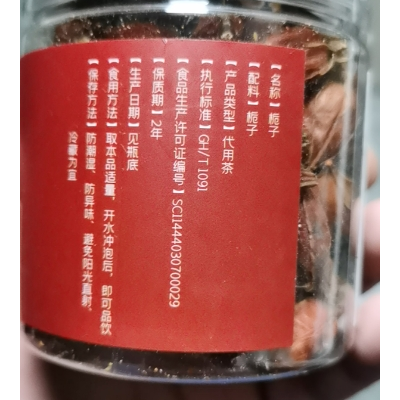 【名称】栀子
【配料】栀子
【产品类型】代用茶
【执行标准】GH/T 1091
【食品生产许可证编号】SC11444030700029
【保质期】2年
【生产日期】见瓶底
【食用方法】取本品适量，开水冲泡后，即可品饮
【保存方法】防潮湿、防异味、避免阳光直射，
冷藏为宜